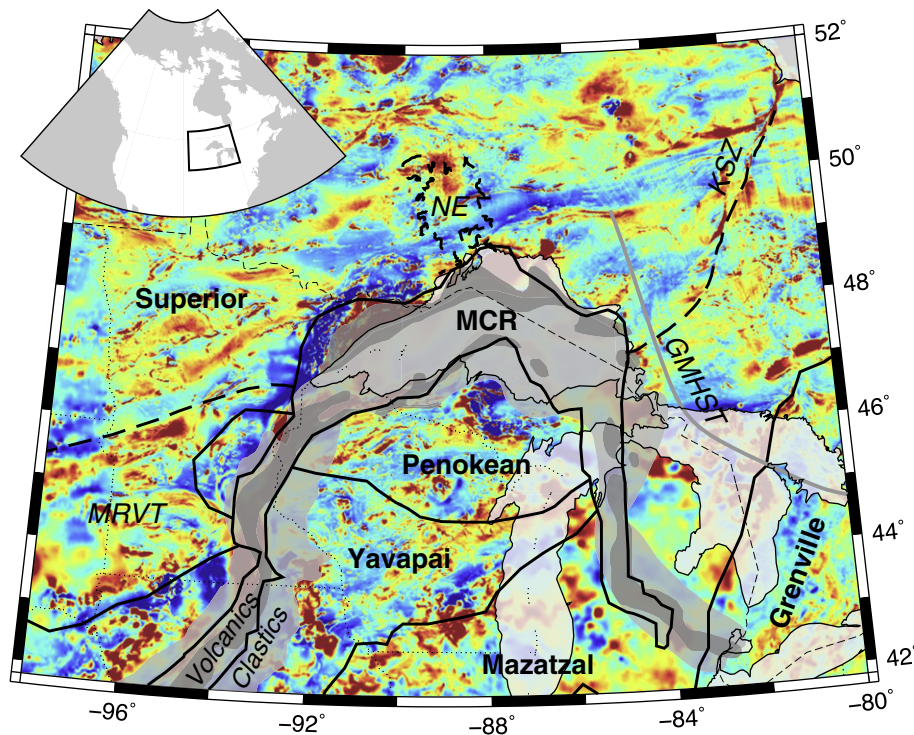 52°
50°
KSZ
NE
48°
Superior
MCR
LGMHST
46°
Penokean
MRVT
44°
Yavapai
Grenville
Volcanics
Clastics
Mazatzal
42°
−96°
−92°
−88°
−84°
−80°